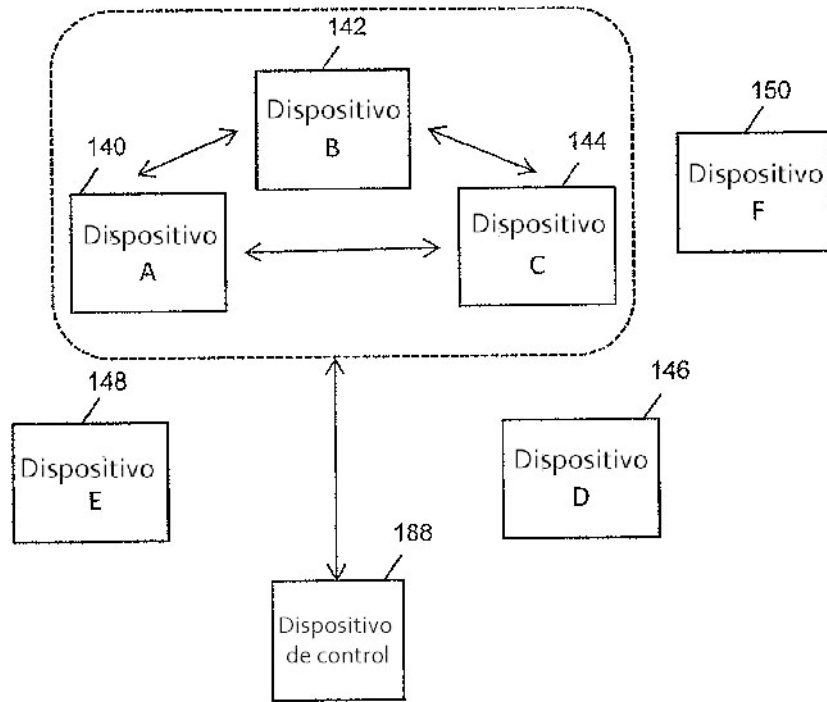 142
Dispositivo
B
140
Dispositivo
A
144
Dispositivo
C
150
Dispositivo
F
148
Dispositivo
E
146
Dispositivo
D
188
Dispositivo
de control